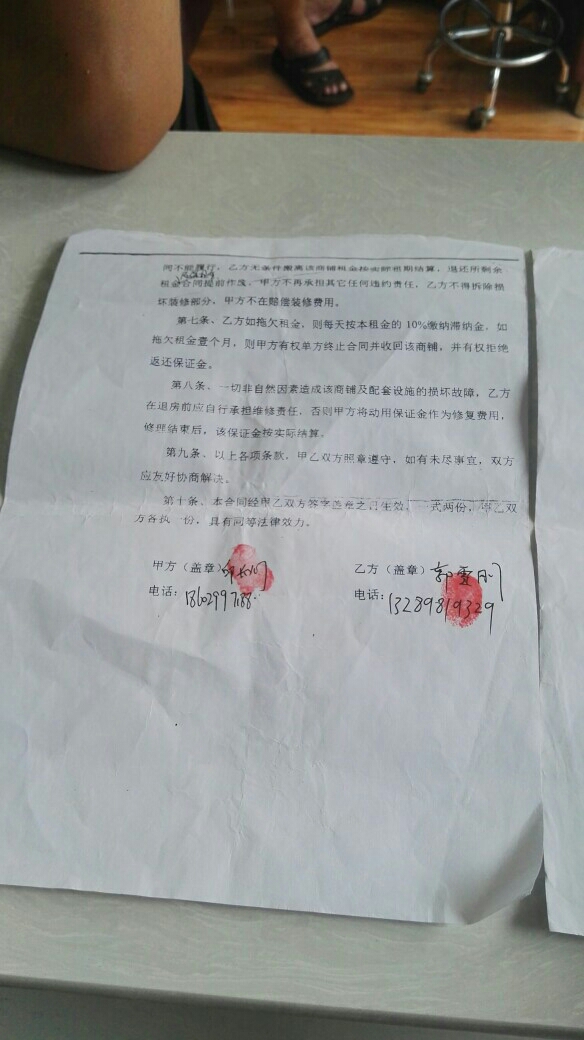 同不能履行，乙方无条件搬离该商铺租金按实际租期结算，退还所剩余
租金合同提前作废。甲方不再承担其它任何违约责任，乙方不得拆除损
坏装修部分，甲方不在赔偿装修费用。
第七条、乙方如拖欠租金，则每天按本租金的 10%缴纳滞纳金，如
拖欠租金壹个月，则甲方有权单方终止合同并收回该商铺，并有权拒绝
返还保证金。
第八条、一切非自然因素造成该商铺及配套设施的损坏故障，乙方
在退房前应自行承担维修责任，否则甲方将动用保证金作为修复费用，
修理结束后，该保证金按实际结算。
第九条、以上各项条款，甲乙双方照章遵守，如有未尽事宜，双方
应友好协商解决。
第十条、本合同经甲乙双方签字盖章之日生效，一式两份，甲乙双
方各执一份，具有同等法律效力。
甲方（盖章） 乙方（盖章）郭雪刚
电话： 电话：13289819329